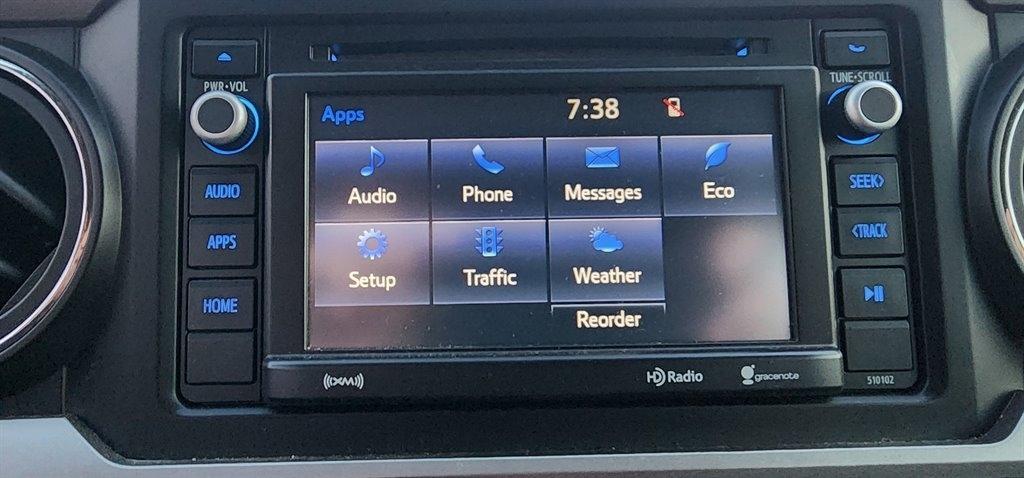 PWR•VOL
TUNE•SCROLL
Apps
7:38
AUDIO
APPS
HOME
Audio
Phone
Messages
Eco
Setup
Traffic
Weather
Reorder
SEEK>
<TRACK
((XM))
HD Radio
gracenote
510102